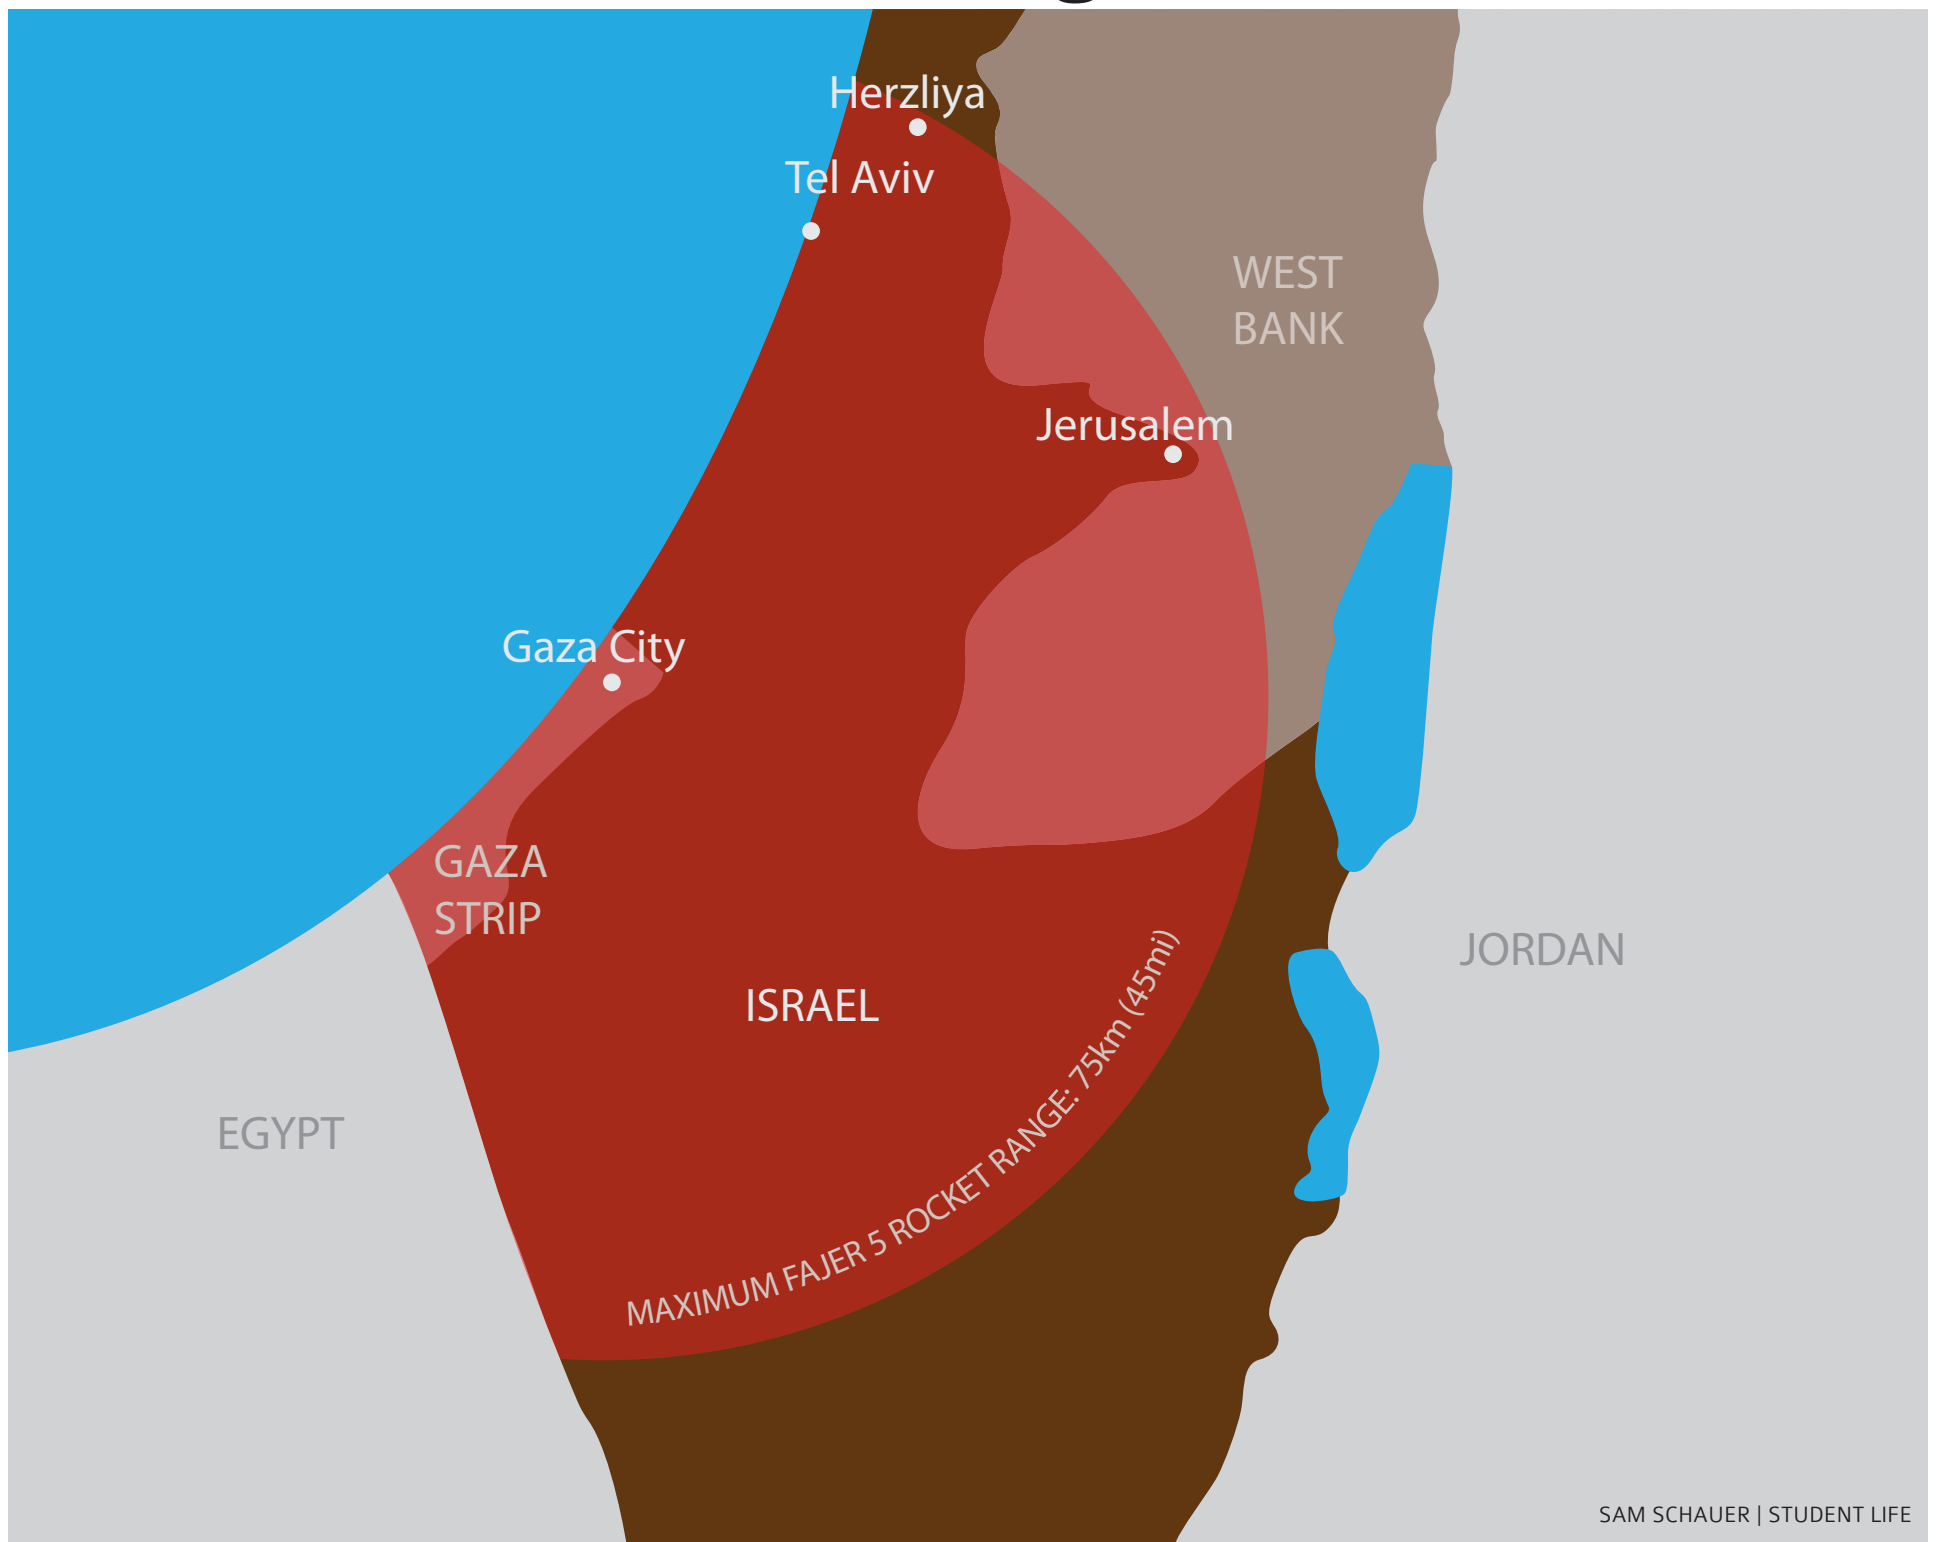 Herzliya
Tel Aviv
WEST
BANK
Jerusalem
Gaza City
GAZA
STRIP
ISRAEL
JORDAN
EGYPT
MAXIMUM FAJER 5 ROCKET RANGE: 75km (45mi)
SAM SCHAUER | STUDENT LIFE